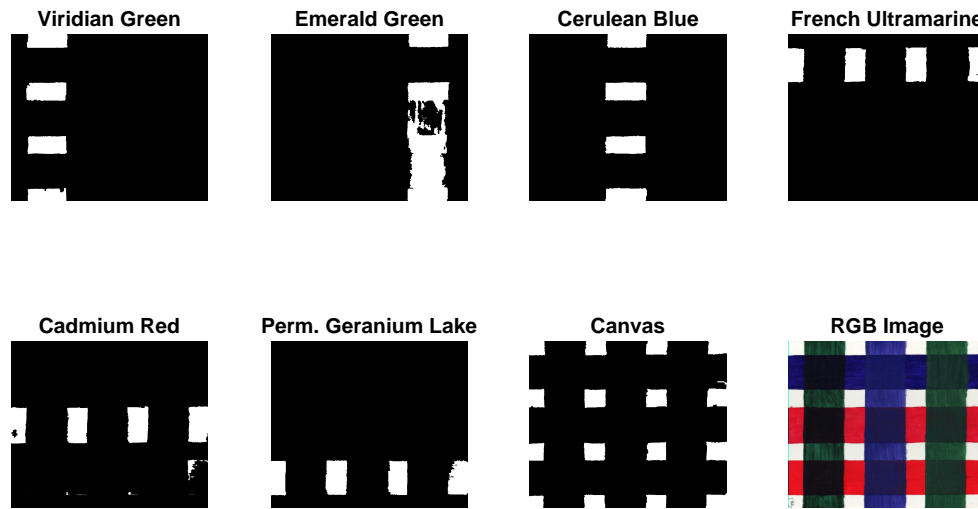 Viridian Green
Emerald Green
Cerulean Blue
French Ultramarine
Cadmium Red
Perm. Geranium Lake
Canvas
RGB Image